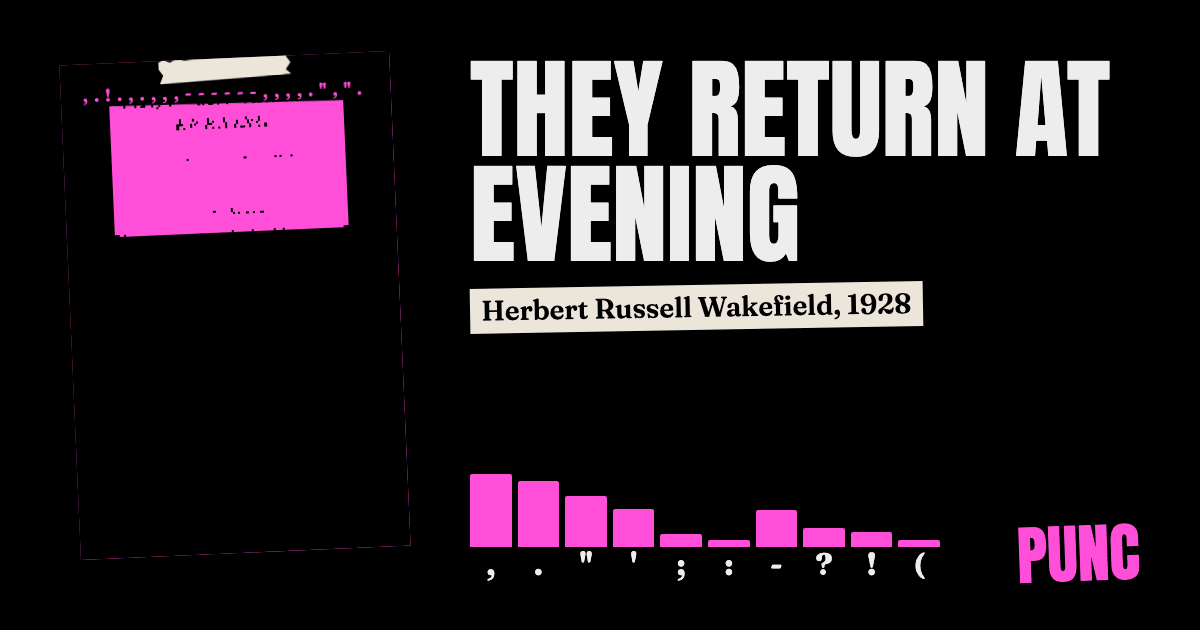 ,.!.,.,,,------,,,,.",".
THEY RETURN AT
EVENING
Herbert Russell Wakefield, 1928
, . " ' ; : - ? ! (
PUNC